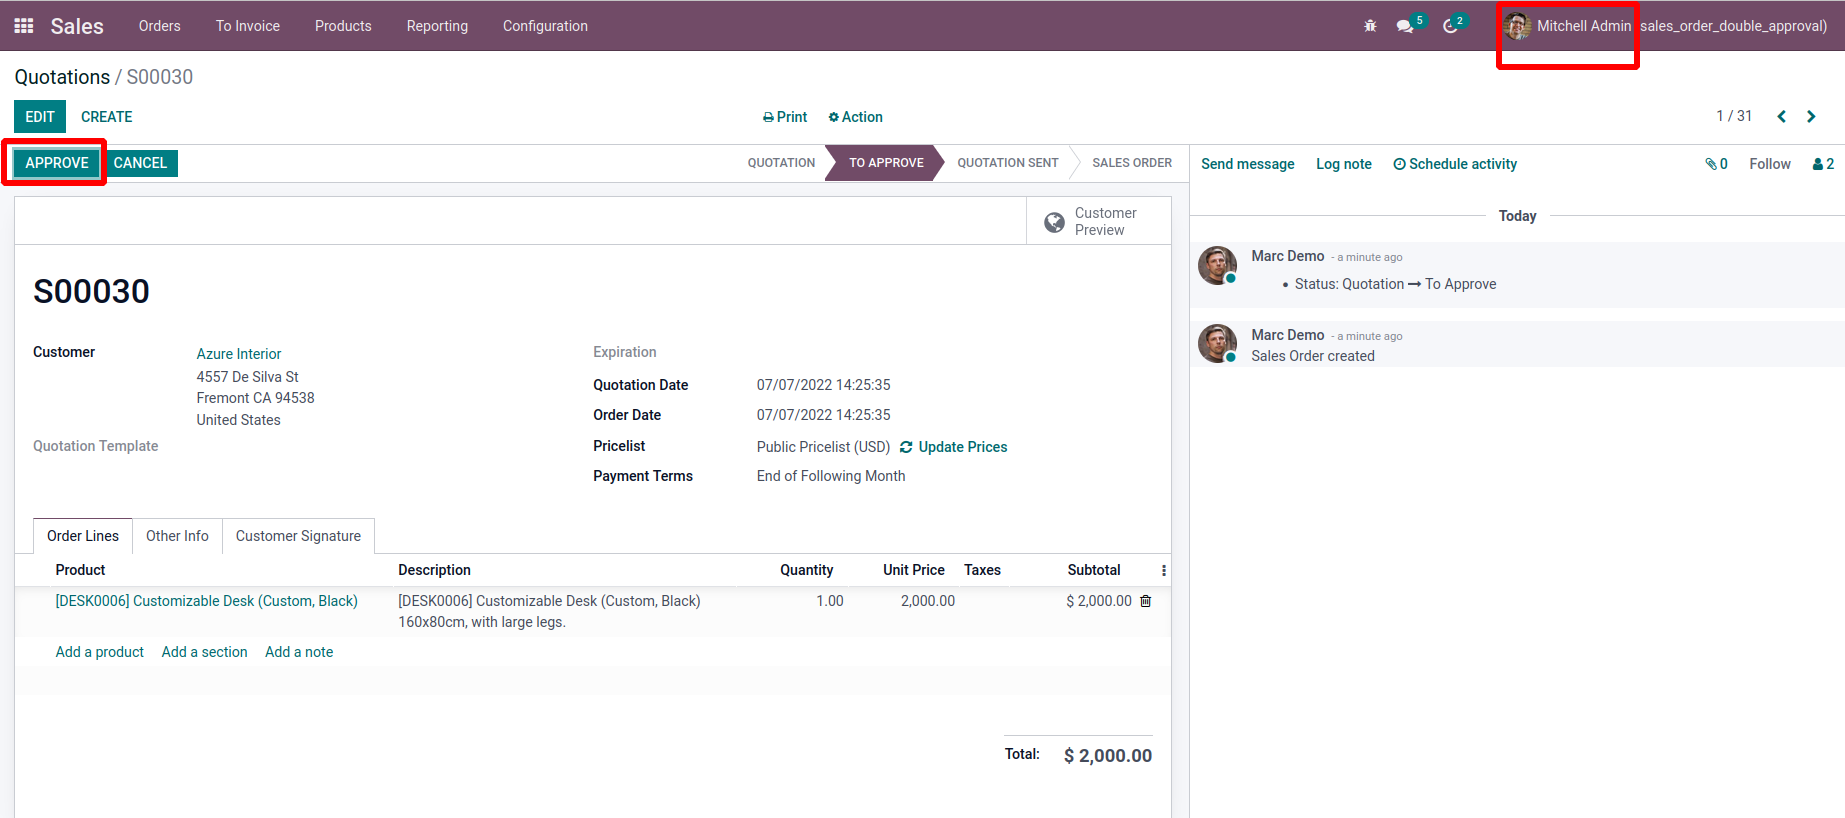 Sales Orders To Invoice Products Reporting Configuration 5 2 Mitchell Admin sales_order_double_approval)
Quotations / S00030
EDIT CREATE Print Action 1 / 31
APPROVE CANCEL QUOTATION TO APPROVE QUOTATION SENT SALES ORDER Send message Log note Schedule activity 0 Follow 2
Customer
Preview
Today
Marc Demo - a minute ago
• Status: Quotation → To Approve
Marc Demo - a minute ago
Sales Order created
S00030
Customer Azure Interior
4557 De Silva St
Fremont CA 94538
United States
Quotation Template
Expiration
Quotation Date 07/07/2022 14:25:35
Order Date 07/07/2022 14:25:35
Pricelist Public Pricelist (USD) Update Prices
Payment Terms End of Following Month
Order Lines Other Info Customer Signature
Product Description Quantity Unit Price Taxes Subtotal
[DESK0006] Customizable Desk (Custom, Black) [DESK0006] Customizable Desk (Custom, Black) 1.00 2,000.00 $ 2,000.00
160x80cm, with large legs.
Add a product Add a section Add a note
Total: $ 2,000.00